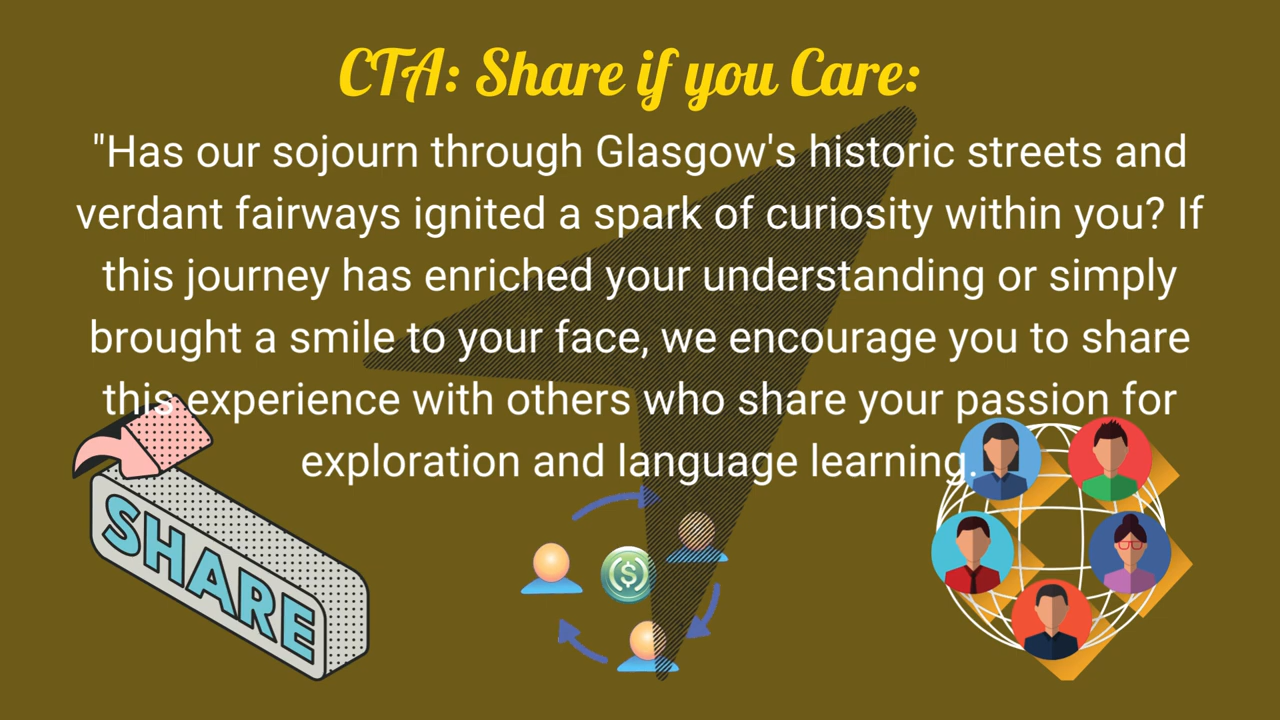 CTA: Share if you Care:
"Has our sojourn through Glasgow's historic streets and
verdant fairways ignited a spark of curiosity within you? If
this journey has enriched your understanding or simply
brought a smile to your face, we encourage you to share
this experience with others who share your passion for
exploration and language learning.
SHARE
$